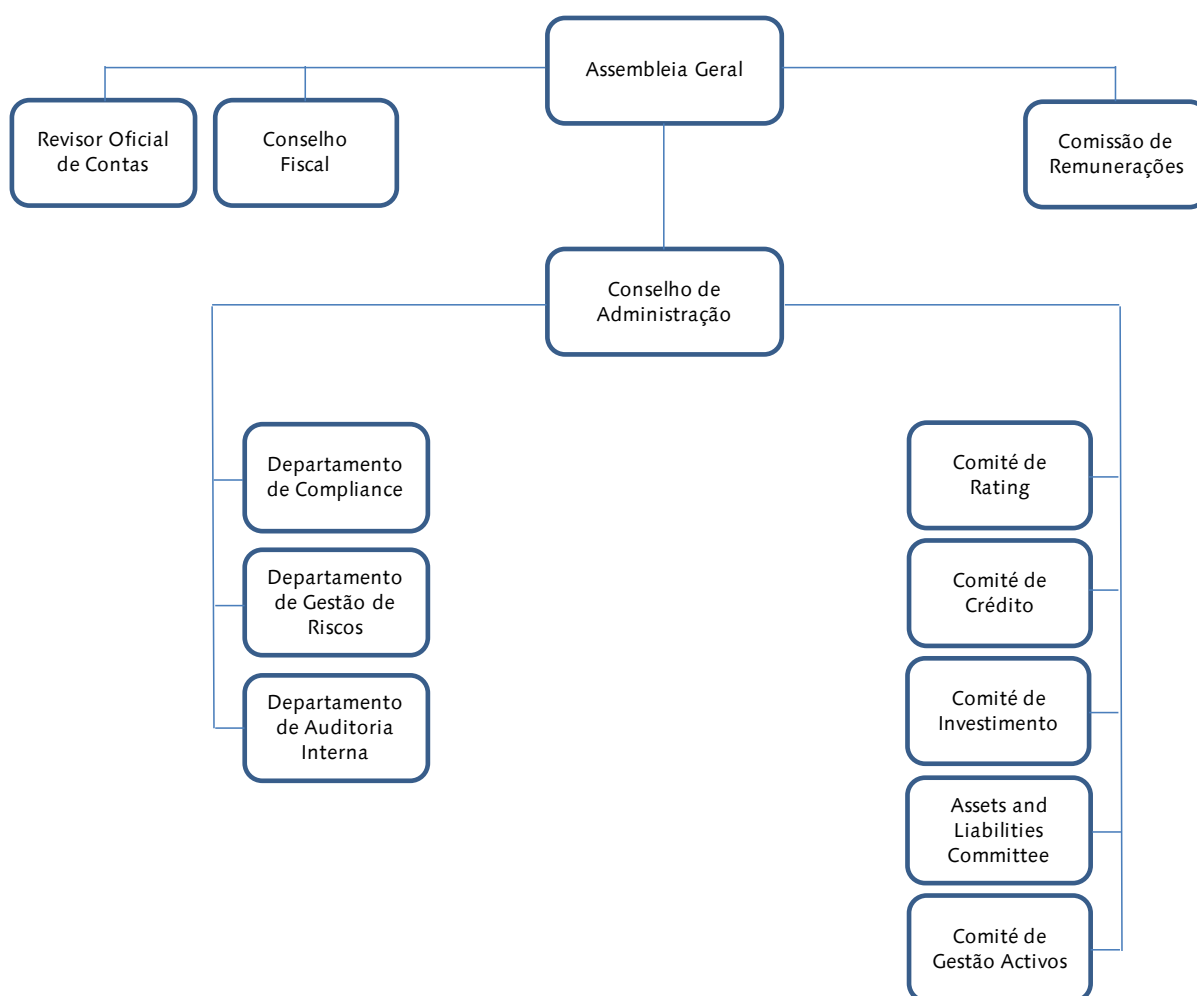 Assembleia Geral
Revisor Oficial
de Contas
Conselho
Fiscal
Comissão de
Remunerações
Conselho de
Administração
Departamento
de Compliance
Departamento
de Gestão de
Riscos
Departamento
de Auditoria
Interna
Comité de
Rating
Comité de
Crédito
Comité de
Investimento
Assets and
Liabilities
Committee
Comité de
Gestão Activos